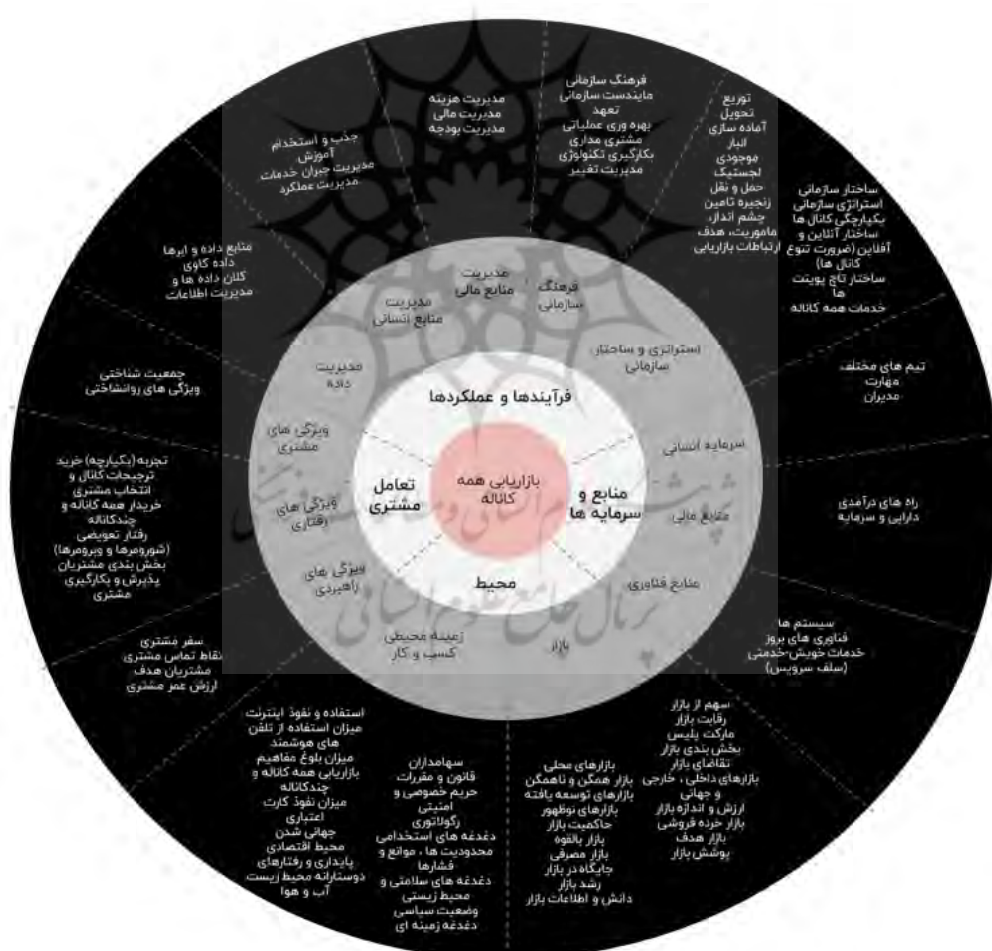 بازاریابی همه
کاناله
فرآیندها و عملکردها
منابع و
سرمایه ها
محیط
تعامل
مشتری
فرهنگ
سازمانی
استراتژی و ساختار
سازمانی
سرمایه انسانی
منابع مالی
منابع فناوری
بازار
زمینه محیطی
کسب و کار
ویژگی های
راهبردی
ویژگی های
رفتاری
ویژگی های
مشتری
مدیریت
داده
مدیریت
منابع انسانی
مدیریت
منابع مالی
فرهنگ سازمانی
مایندست سازمانی
تعهد
بهره وری عملیاتی
مشتری مداری
بکارگیری تکنولوژی
مدیریت تغییر
توزیع
تحویل
آماده سازی
انبار
موجودی
لجستیک
حمل و نقل
زنجیره تامین
چشم انداز،
ماموریت، هدف
ارتباطات بازاریابی
ساختار سازمانی
استراتژی سازمانی
یکپارچگی کانال ها
ساختار آنلاین و
آفلاین (ضرورت تنوع
کانال ها)
ساختار تاچ پوینت
ها
خدمات همه کاناله
تیم های مختلف
مهارت
مدیران
راه های درآمدی
دارایی و سرمایه
سیستم ها
فناوری های بروز
خدمات خویش-خدمتی
(سلف سرویس)
سهم از بازار
رقابت بازار
مارکت پلیس
بخش بندی بازار
تقاضای بازار
بازارهای داخلی ، خارجی
و جهانی
ارزش و اندازه بازار
بازار خرده فروشی
بازار هدف
پوشش بازار
بازارهای محلی
بازار همگن و ناهمگن
بازارهای توسعه یافته
بازارهای نوظهور
حاکمیت بازار
بازار بالقوه
بازار مصرفی
جایگاه در بازار
رشد بازار
دانش و اطلاعات بازار
سهامداران
قانون و مقررات
حریم خصوصی و
امنیتی
رگولاتوری
دغدغه های استخدامی
محدودیت ها ، موانع و
فشارها
دغدغه های سلامتی و
محیط زیستی
وضعیت سیاسی
دغدغه زمینه ای
استفاده و نفوذ اینترنت
میزان استفاده از تلفن
های هوشمند
میزان بلوغ مفاهیم
بازاریابی همه کاناله و
چندکاناله
میزان نفوذ کارت
اعتباری
جهانی شدن
محیط اقتصادی
پایداری و رفتارهای
دوستارانه محیط زیست
آب و هوا
سفر مشتری
نقاط تماس مشتری
مشتریان هدف
ارزش عمر مشتری
تجربه (یکپارچه) خرید
ترجیحات کانال و
انتخاب مشتری
خریدار همه کاناله و
چندکاناله
رفتار تعویضی
(شورومرها و وبرومرها)
بخش بندی مشتریان
پذیرش و بکارگیری
مشتری
جمعیت شناختی
ویژگی های روانشاختی
منابع داده و ابرها
داده کاوی
کلان داده ها و
مدیریت اطلاعات
جذب و استخدام
آموزش
مدیریت جبران خدمات
مدیریت عملکرد
مدیریت هزینه
مدیریت مالی
مدیریت بودجه
پرتال جامع علوم انسانی